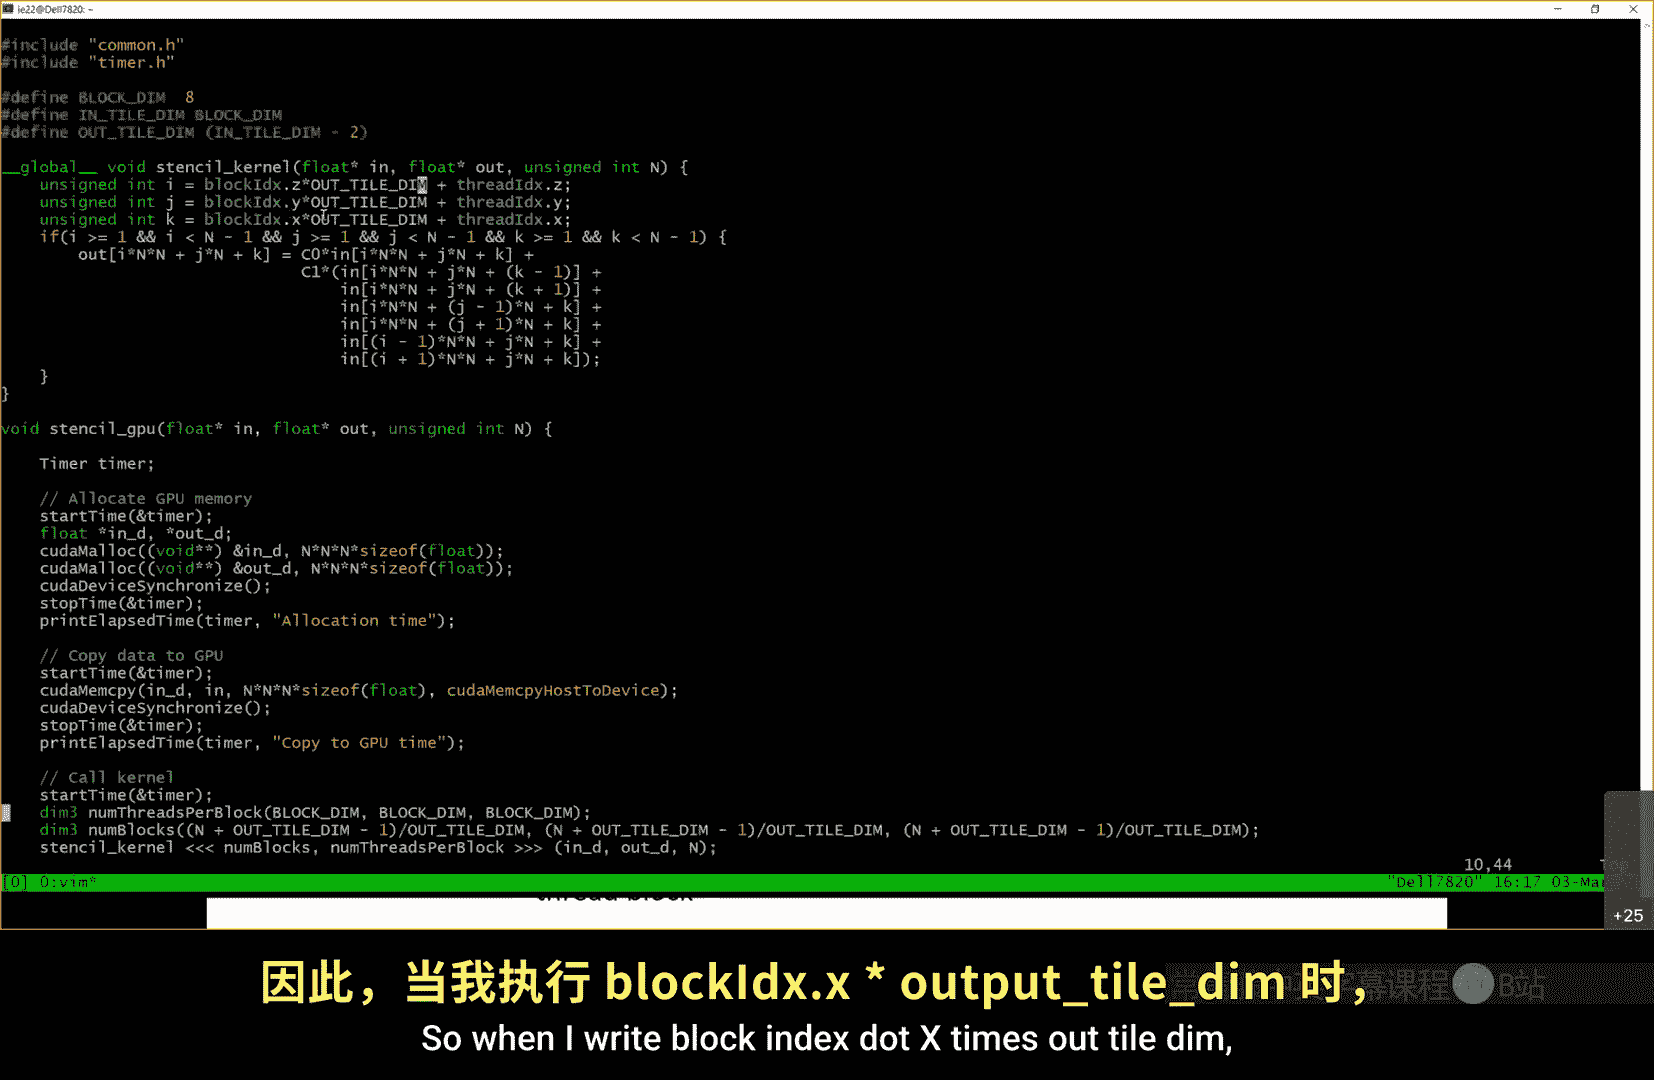 ie22@Dell7820: ~
#include "common.h"
#include "timer.h"
#define BLOCK_DIM  8
#define IN_TILE_DIM BLOCK_DIM
#define OUT_TILE_DIM (IN_TILE_DIM - 2)
__global__ void stencil_kernel(float* in, float* out, unsigned int N) {
    unsigned int i = blockIdx.z*OUT_TILE_DIM + threadIdx.z;
    unsigned int j = blockIdx.y*OUT_TILE_DIM + threadIdx.y;
    unsigned int k = blockIdx.x*OUT_TILE_DIM + threadIdx.x;
    if(i >= 1 && i < N - 1 && j >= 1 && j < N - 1 && k >= 1 && k < N - 1) {
        out[i*N*N + j*N + k] = C0*in[i*N*N + j*N + k] +
                               C1*(in[i*N*N + j*N + (k - 1)] +
                                   in[i*N*N + j*N + (k + 1)] +
                                   in[i*N*N + (j - 1)*N + k] +
                                   in[i*N*N + (j + 1)*N + k] +
                                   in[(i - 1)*N*N + j*N + k] +
                                   in[(i + 1)*N*N + j*N + k]);
    }
}
void stencil_gpu(float* in, float* out, unsigned int N) {
    Timer timer;
    // Allocate GPU memory
    startTime(&timer);
    float *in_d, *out_d;
    cudaMalloc((void**) &in_d, N*N*N*sizeof(float));
    cudaMalloc((void**) &out_d, N*N*N*sizeof(float));
    cudaDeviceSynchronize();
    stopTime(&timer);
    printElapsedTime(timer, "Allocation time");
    // Copy data to GPU
    startTime(&timer);
    cudaMemcpy(in_d, in, N*N*N*sizeof(float), cudaMemcpyHostToDevice);
    cudaDeviceSynchronize();
    stopTime(&timer);
    printElapsedTime(timer, "Copy to GPU time");
    // Call kernel
    startTime(&timer);
    dim3 numThreadsPerBlock(BLOCK_DIM, BLOCK_DIM, BLOCK_DIM);
    dim3 numBlocks((N + OUT_TILE_DIM - 1)/OUT_TILE_DIM, (N + OUT_TILE_DIM - 1)/OUT_TILE_DIM, (N + OUT_TILE_DIM - 1)/OUT_TILE_DIM);
    stencil_kernel <<< numBlocks, numThreadsPerBlock >>> (in_d, out_d, N);
10,44
[0] 0:vim* "Dell7820" 16:17 03-Mar
+25
因此，当我执行 blockIdx.x * output_tile_dim 时，
幕课程 B站
So when I write block index dot X times out tile dim,